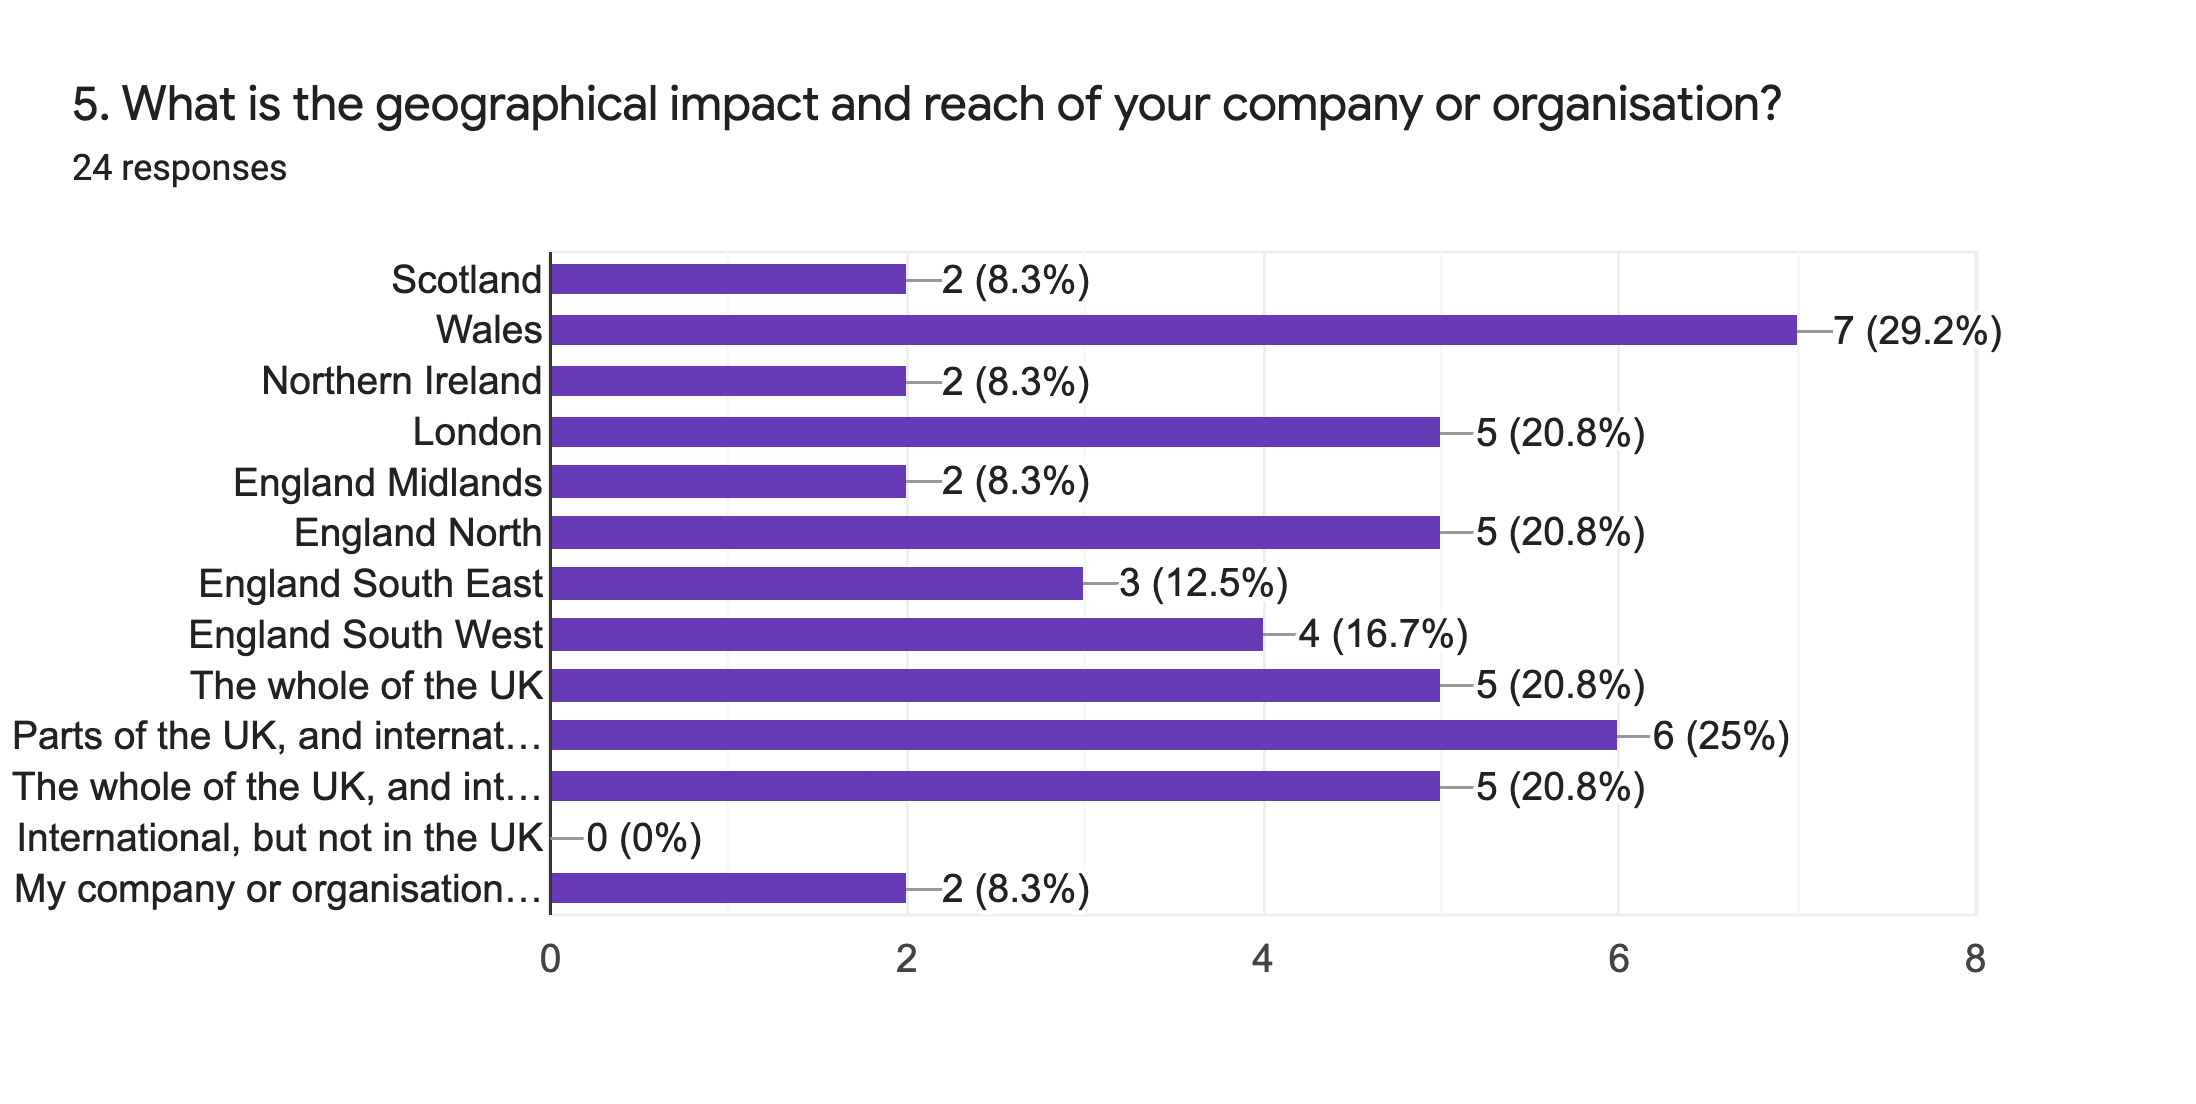 5. What is the geographical impact and reach of your company or organisation?
24 responses
Scotland 2 (8.3%)
Wales 7 (29.2%)
Northern Ireland 2 (8.3%)
London 5 (20.8%)
England Midlands 2 (8.3%)
England North 5 (20.8%)
England South East 3 (12.5%)
England South West 4 (16.7%)
The whole of the UK 5 (20.8%)
Parts of the UK, and internat… 6 (25%)
The whole of the UK, and int… 5 (20.8%)
International, but not in the UK 0 (0%)
My company or organisation… 2 (8.3%)
0 2 4 6 8